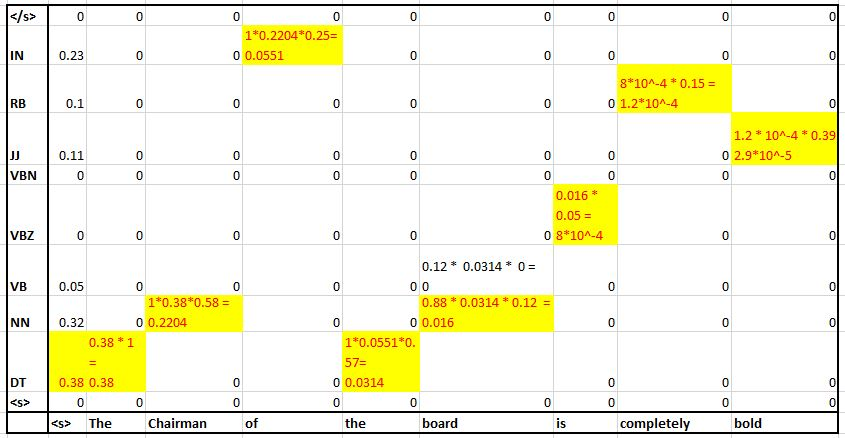 </s> 0 0 0 0 0 0 0 0 0
1*0.2204*0.25=
IN 0.23 0 0 0.0551 0 0 0 0 0
8*10^-4 * 0.15 =
RB 0.1 0 0 0 0 0 0 1.2*10^-4 0
1.2 * 10^-4 * 0.39
JJ 0.11 0 0 0 0 0 0 0 2.9*10^-5
VBN 0 0 0 0 0 0 0 0 0
0.016 *
0.05 =
VBZ 0 0 0 0 0 0 8*10^-4 0 0
0.12 * 0.0314 * 0 =
VB 0.05 0 0 0 0 0 0 0 0
1*0.38*0.58 = 0.88 * 0.0314 * 0.12 =
NN 0.32 0 0.2204 0 0 0.016 0 0 0
0.38 * 1 1*0.0551*0.
= 57=
DT 0.38 0.38 0 0 0.0314 0 0 0 0
<s> 0 0 0 0 0 0 0 0 0
<s> The Chairman of the board is completely bold